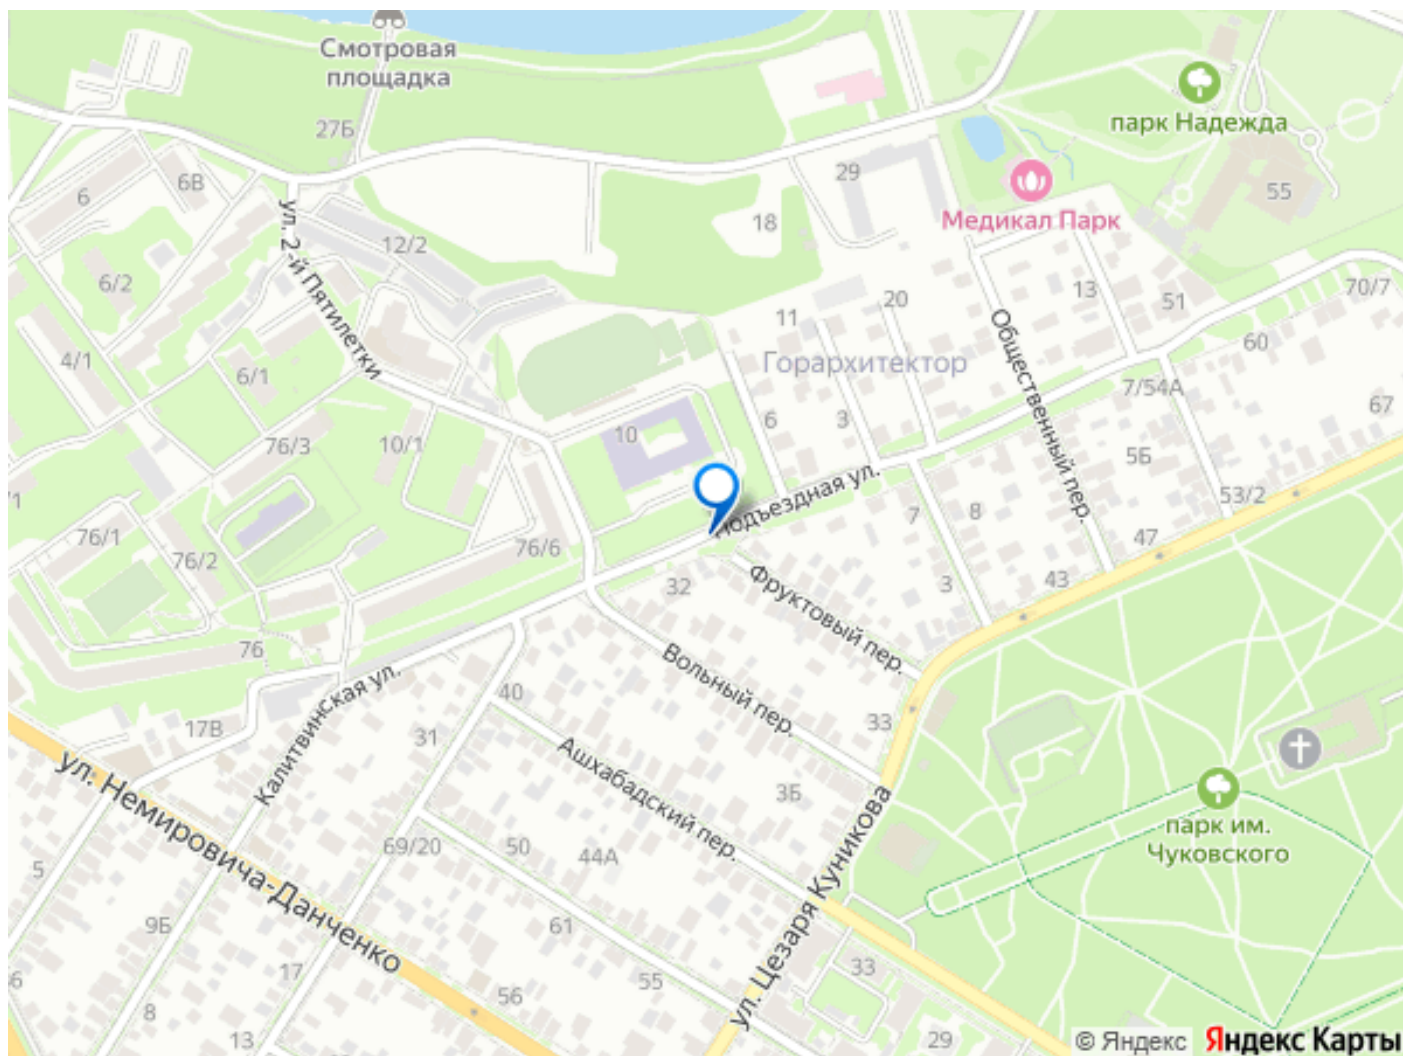 Смотровая
площадка
27Б
парк Надежда
6
6В
29
55
18
Медикал Парк
ул. 2-й Пятилетки
12/2
6/2
20
13
51
70/7
11
Общественный пер.
60
4/1
Горархитектор
6/1
7/54А
67
6
3
10
76/3
10/1
5Б
/1
Подъездная ул.
53/2
7
8
76/1
76/2
76/6
47
32
Фруктовый пер.
3
43
76
Вольный пер.
Калитвинская ул.
40
17В
31
33
ул. Немировича-Данченко
Ашхабадский пер.
3Б
ул. Цезаря Куникова
парк им.
Чуковского
69/20
50
44А
5
9Б
61
17
55
33
6
56
8
13
29
© Яндекс Яндекс Карты